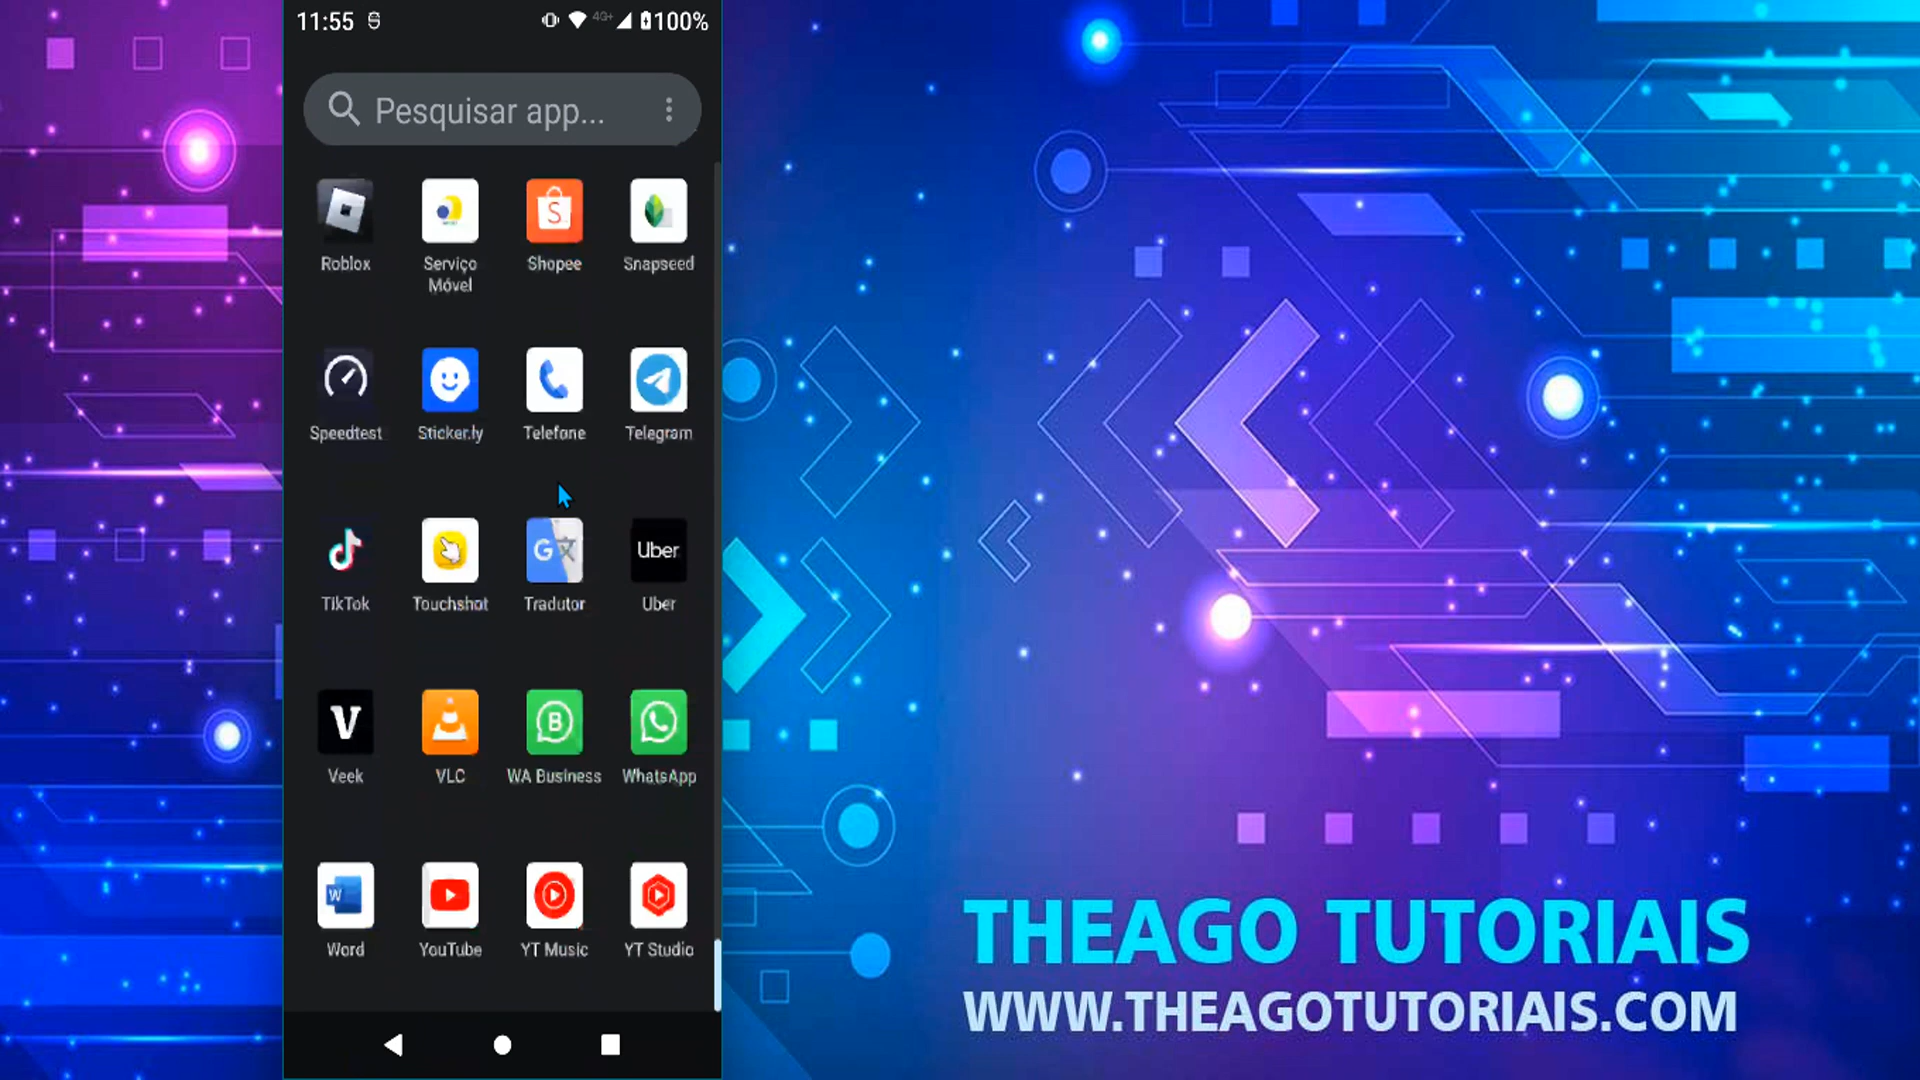 11:55
4G+
100%
Pesquisar app...
Roblox
Serviço
Móvel
Shopee
Snapseed
Speedtest
Sticker.ly
Telefone
Telegram
TikTok
Touchshot
Tradutor
Uber
Uber
Veek
VLC
WA Business
WhatsApp
Word
YouTube
YT Music
YT Studio
THEAGO TUTORIAIS
WWW.THEAGOTUTORIAIS.COM